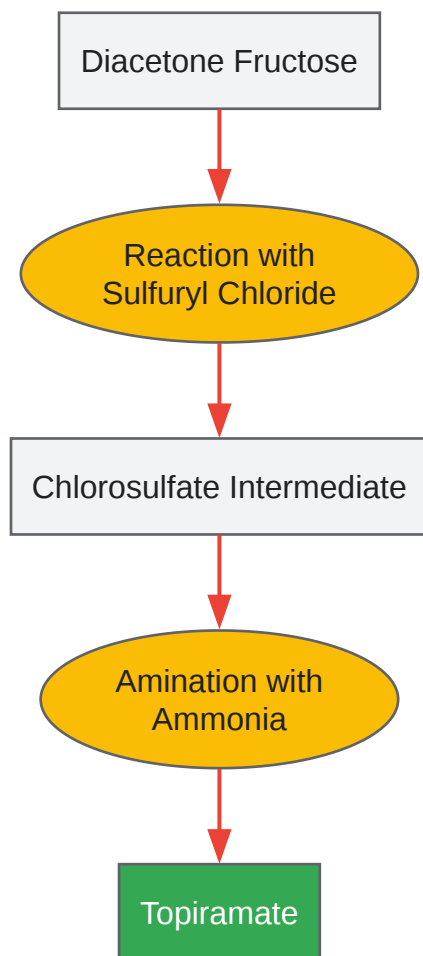 Diacetone Fructose
Reaction with
Sulfuryl Chloride
Chlorosulfate Intermediate
Amination with
Ammonia
Topiramate